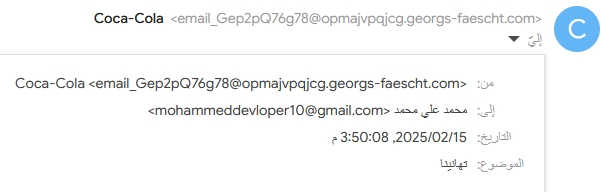 Coca-Cola <email_Gep2pQ76g78@opmajvpqjcg.georgs-faescht.com>
C
إليّ
من: Coca-Cola <email_Gep2pQ76g78@opmajvpqjcg.georgs-faescht.com>
إلى: محمد علي محمد <mohammeddevloper10@gmail.com>
التاريخ: 15‏/02‏/2025, 3:50:08 م
الموضوع: تهانينا